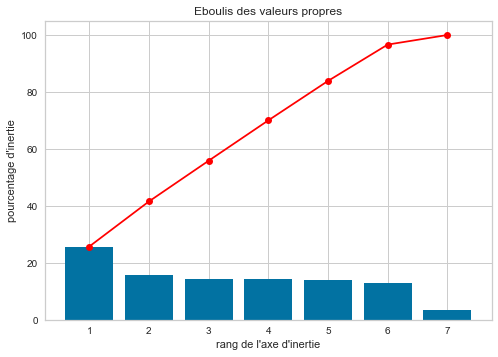 Eboulis des valeurs propres
100
80
60
40
20
0
pourcentage d'inertie
1 2 3 4 5 6 7
rang de l'axe d'inertie